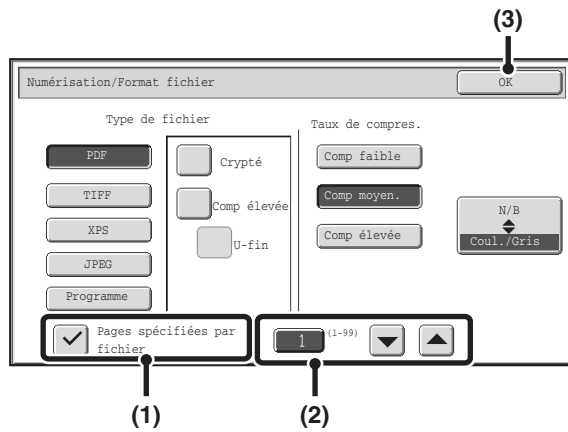 (3)
Numérisation/Format fichier
OK
Type de fichier
PDF
TIFF
XPS
JPEG
Programme
Crypté
Comp élevée
U-fin
Taux de compres.
Comp faible
Comp moyen.
Comp élevée
N/B
Coul./Gris
Pages spécifiées par
fichier
1
(1-99)
(1)
(2)